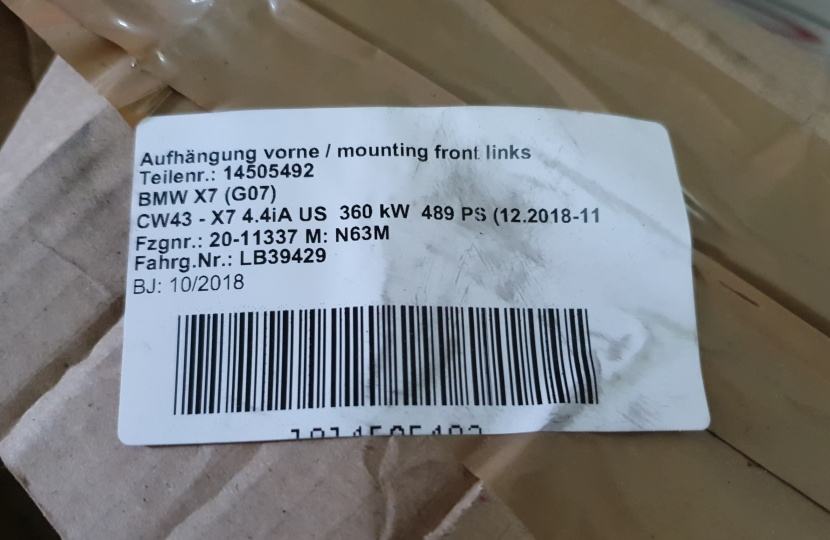 Aufhängung vorne / mounting front links
Teilenr.: 14505492
BMW X7 (G07)
CW43 - X7 4.4iA US 360 kW 489 PS (12.2018-11
Fzgnr.: 20-11337 M: N63M
Fahrg.Nr.: LB39429
BJ: 10/2018